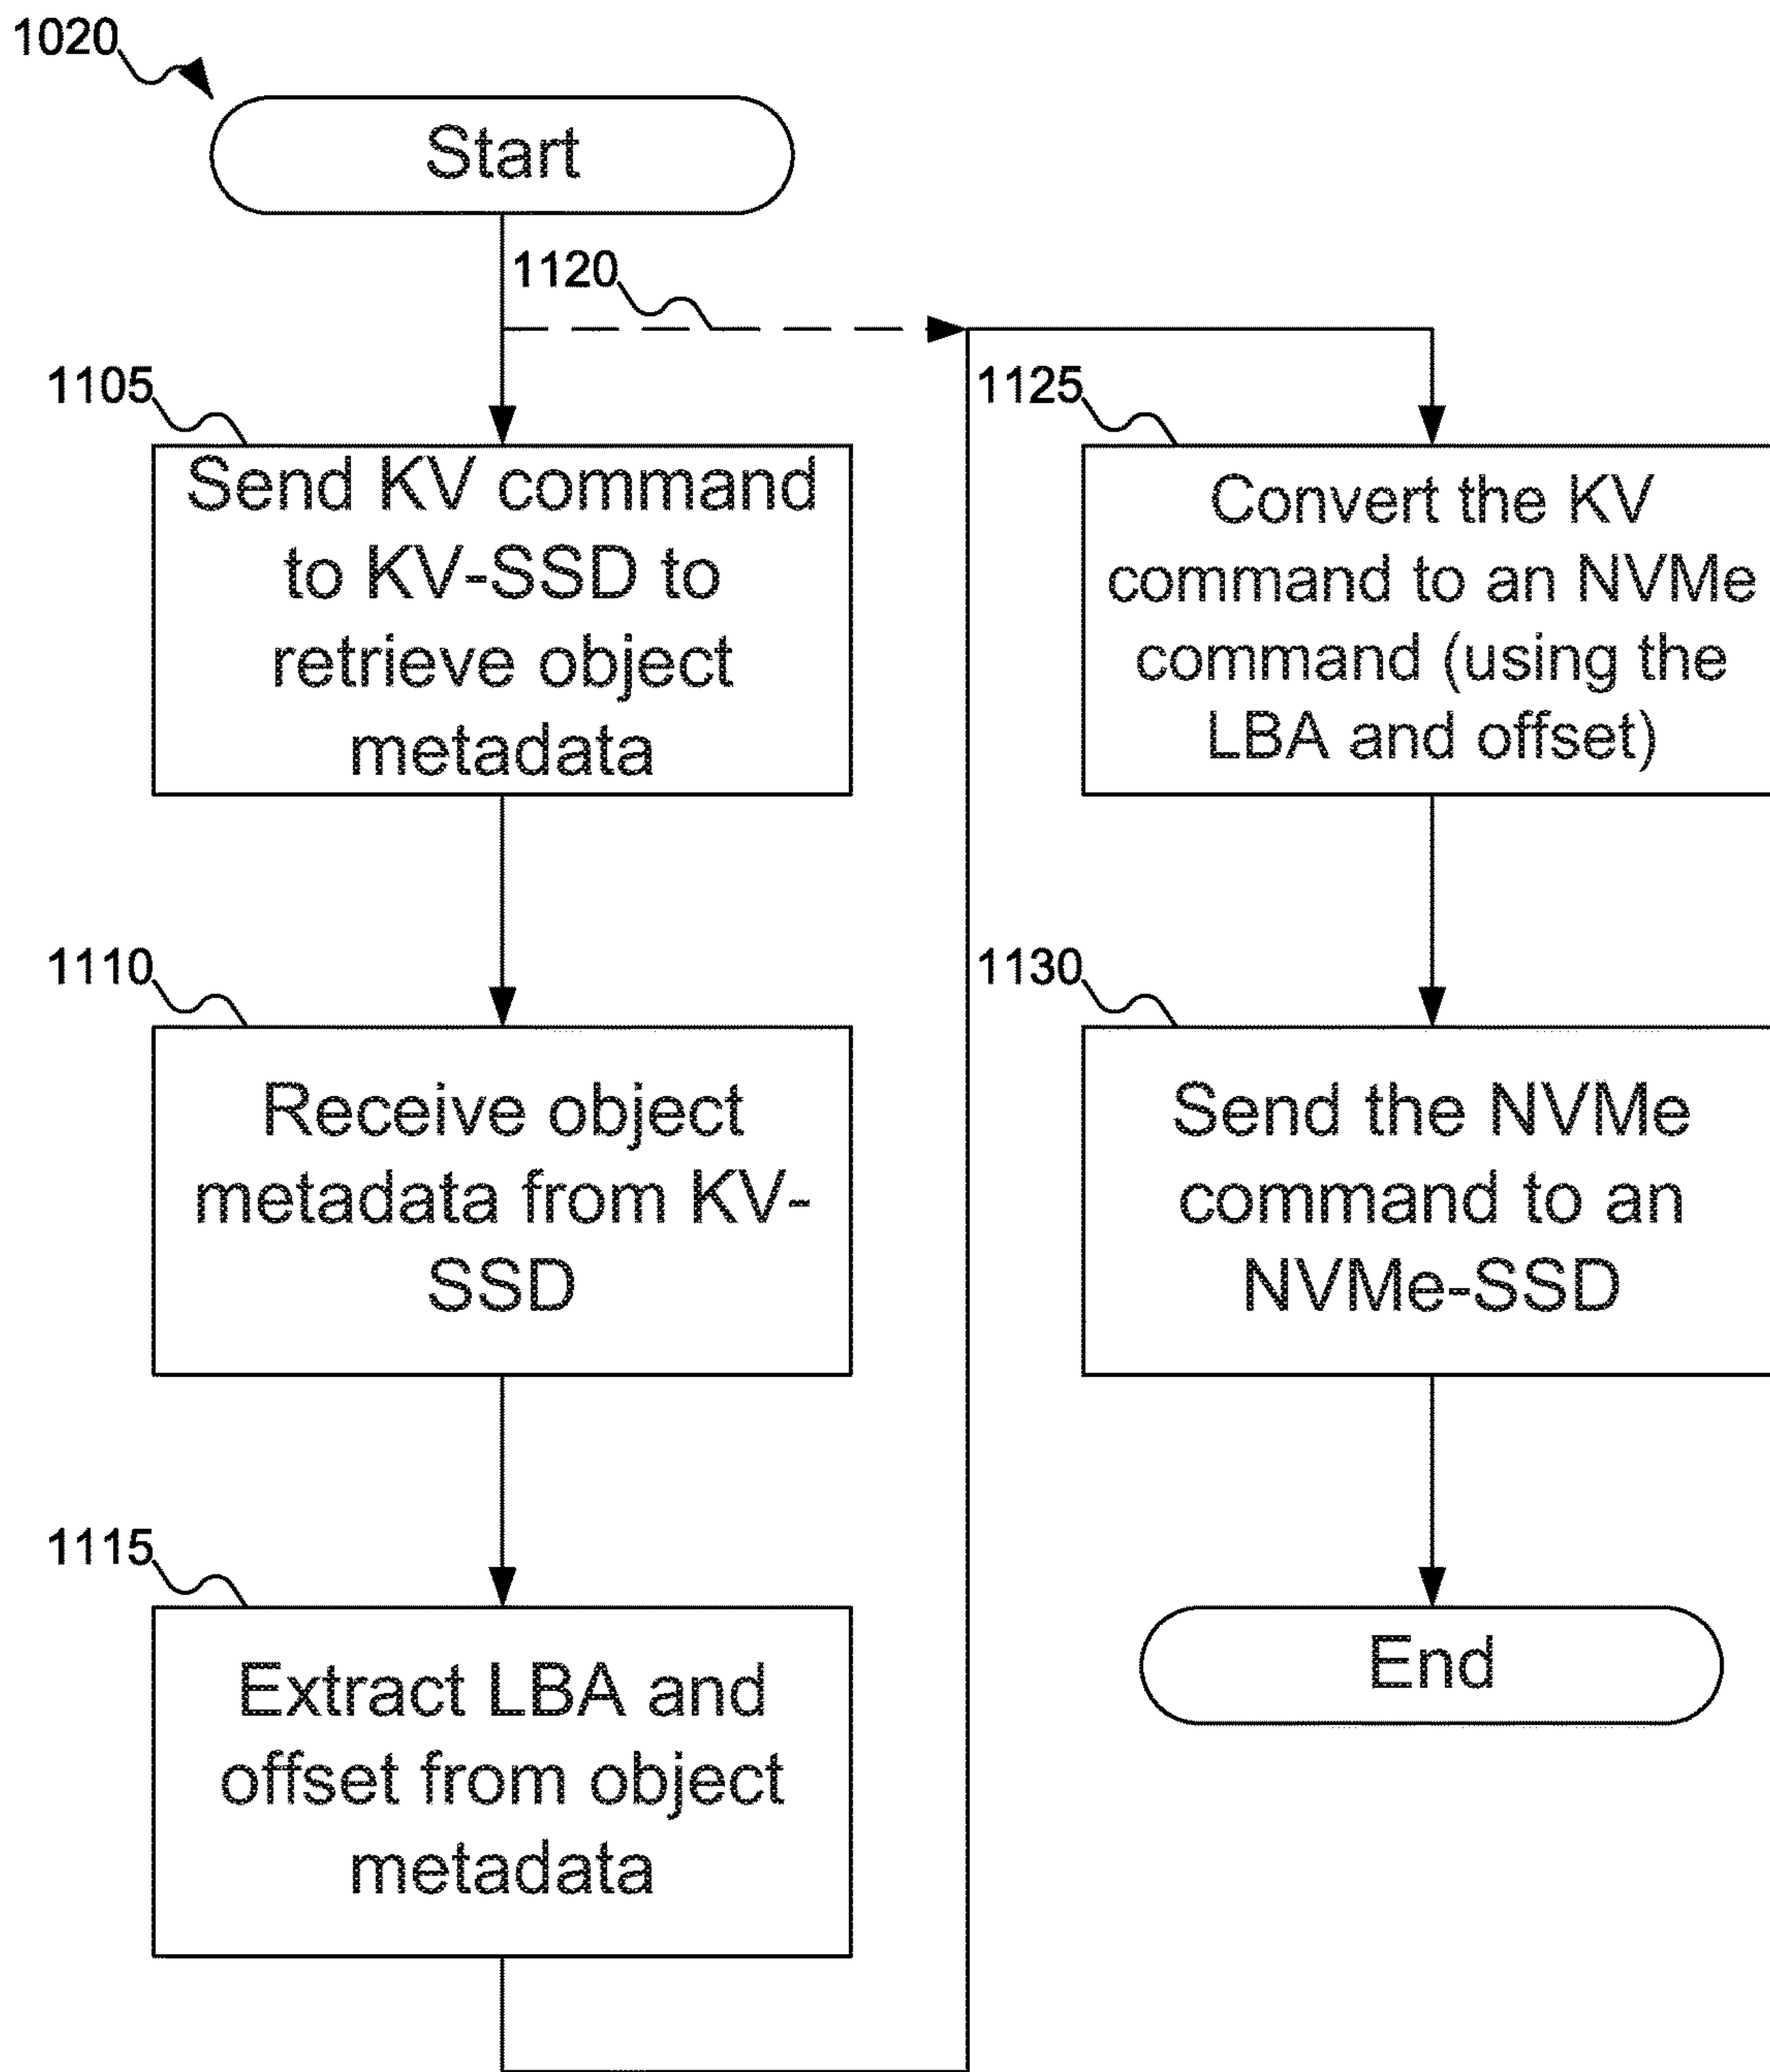 1020
Start
1120
1105
Send KV command
to KV-SSD to
retrieve object
metadata
1110
Receive object
metadata from KV-
SSD
1115
Extract LBA and
offset from object
metadata
1125
Convert the KV
command to an NVMe
command (using the
LBA and offset)
1130
Send the NVMe
command to an
NVMe-SSD
End